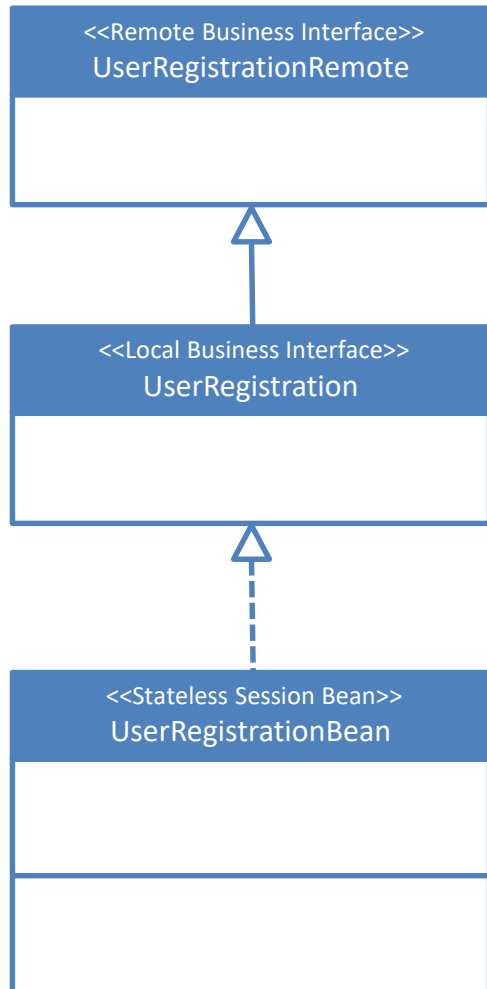 <<Remote Business Interface>>
UserRegistrationRemote
<<Local Business Interface>>
UserRegistration
<<Stateless Session Bean>>
UserRegistrationBean